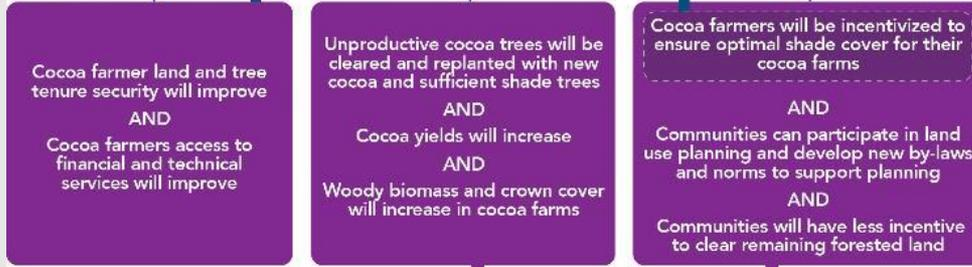 Cocoa farmer land and tree
tenure security will improve
AND
Cocoa farmers access to
financial and technical
services will improve
Unproductive cocoa trees will be
cleared and replanted with new
cocoa and sufficient shade trees
AND
Cocoa yields will increase
AND
Woody biomass and crown cover
will increase in cocoa farms
Cocoa farmers will be incentivized to
ensure optimal shade cover for their
cocoa farms
AND
Communities can participate in land
use planning and develop new by-laws
and norms to support planning
AND
Communities will have less incentive
to clear remaining forested land